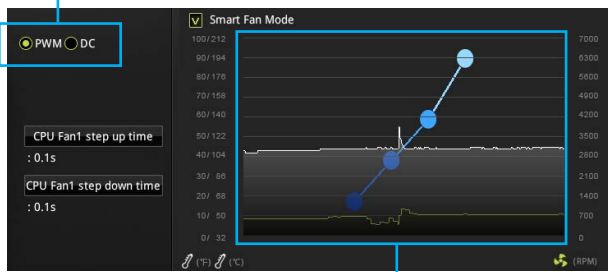 PWM DC
CPU Fan1 step up time
: 0.1s
CPU Fan1 step down time
: 0.1s
V Smart Fan Mode
100/212 7000
90/194 6300
80/176 5600
70/158 4900
60/140 4200
50/122 3500
40/104 2800
30/ 86 2100
20/ 68 1400
10/ 50 700
0/ 32 0
(°F) (°C) (RPM)